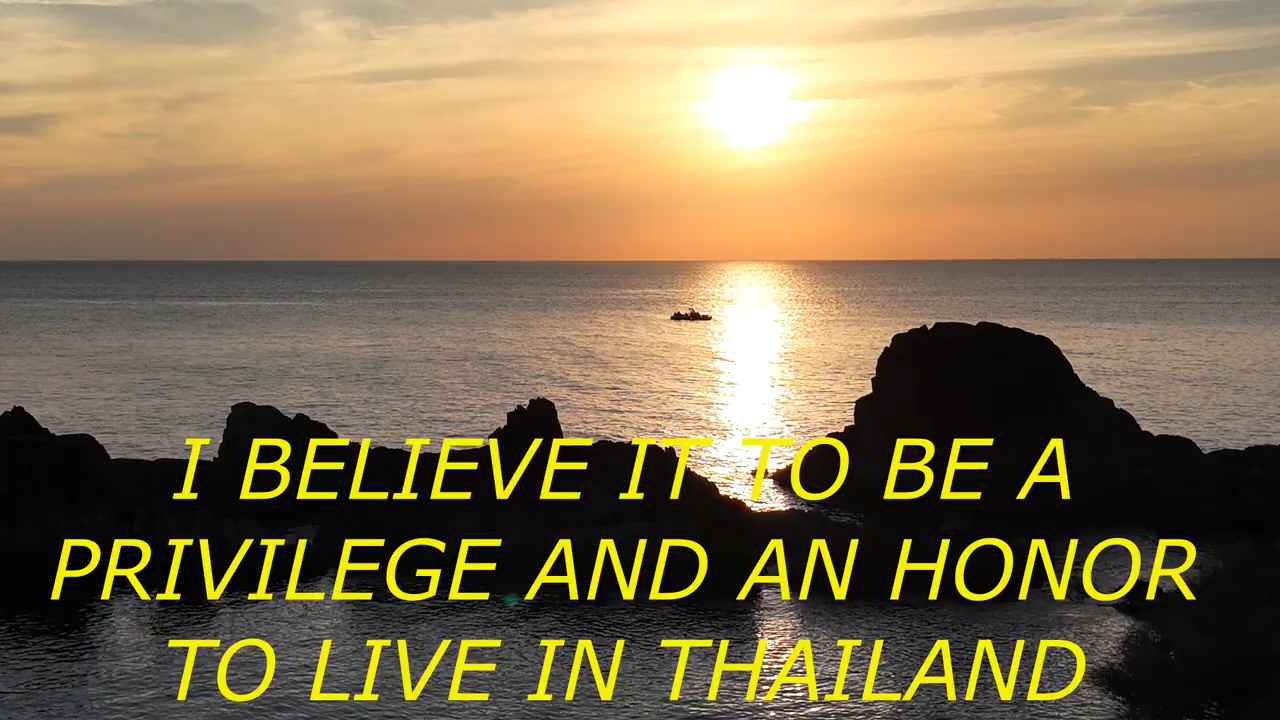 I BELIEVE IT TO BE A
PRIVILEGE AND AN HONOR
TO LIVE IN THAILAND